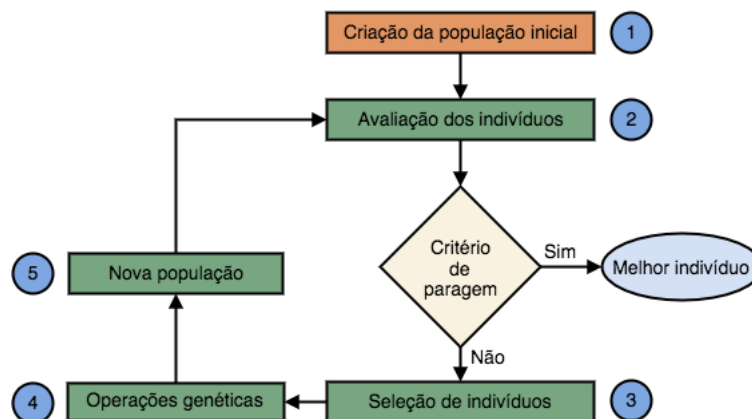 Criação da população inicial
1
Avaliação dos indivíduos
2
Critério
de
paragem
Sim
Melhor indivíduo
5
Nova população
Não
4
Operações genéticas
Seleção de indivíduos
3